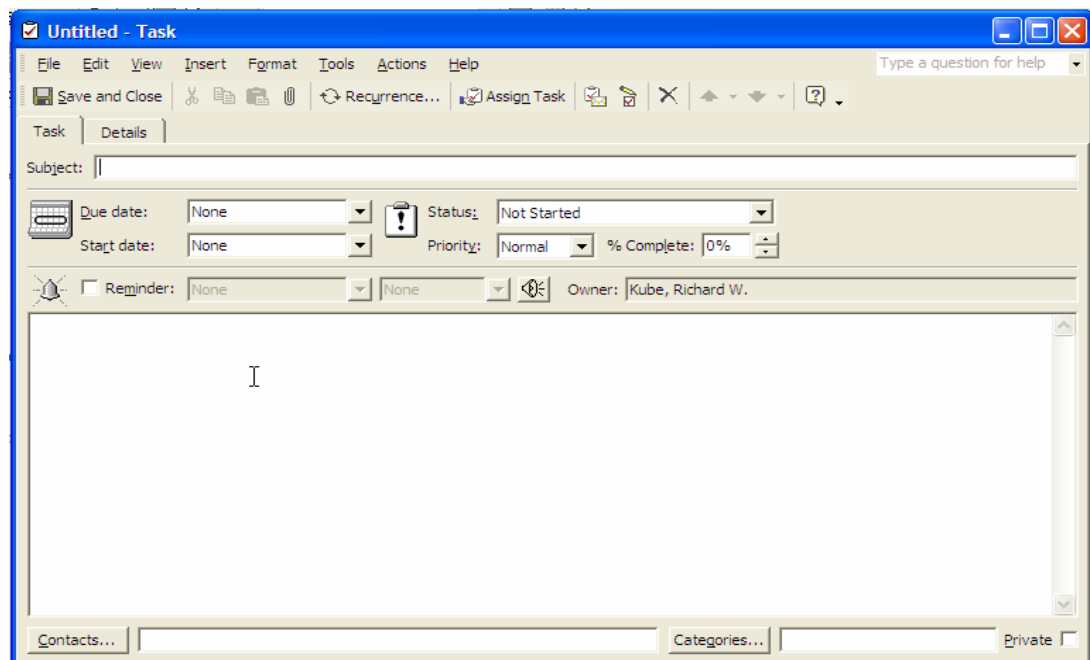 Untitled - Task
File Edit View Insert Format Tools Actions Help Type a question for help
Save and Close Recurrence... Assign Task
Task Details
Subject:
Due date: None Status: Not Started
Start date: None Priority: Normal % Complete: 0%
Reminder: None None Owner: Kube, Richard W.
Contacts... Categories... Private